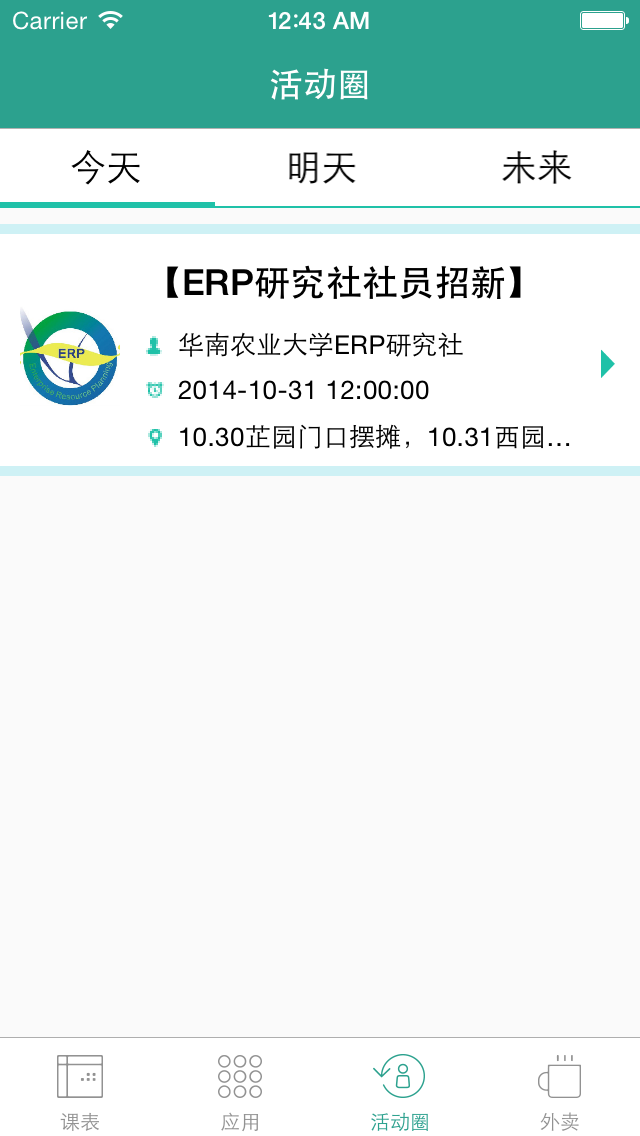 Carrier 12:43 AM
活动圈
今天 明天 未来
【ERP研究社社员招新】
ERP
Enterprise Resource Planning
华南农业大学ERP研究社
2014-10-31 12:00:00
10.30芷园门口摆摊，10.31西园...
课表 应用 活动圈 外卖